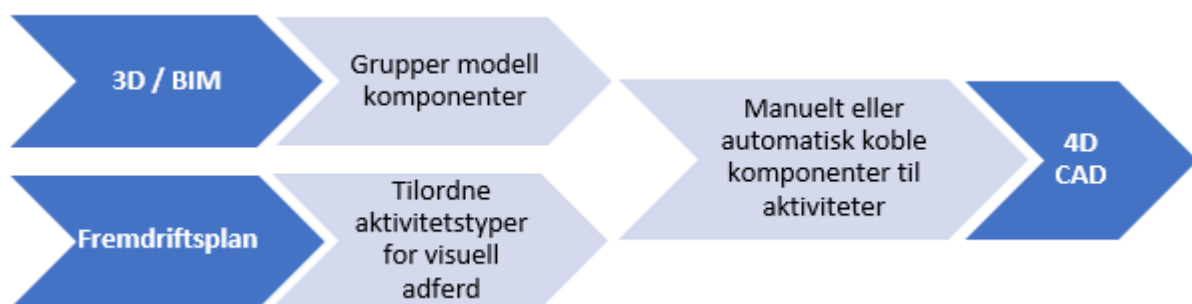 3D / BIM
Grupper modell
komponenter
Fremdriftsplan
Tilordne
aktivitetstyper
for visuell
adferd
Manuelt eller
automatisk koble
komponenter til
aktiviteter
4D
CAD